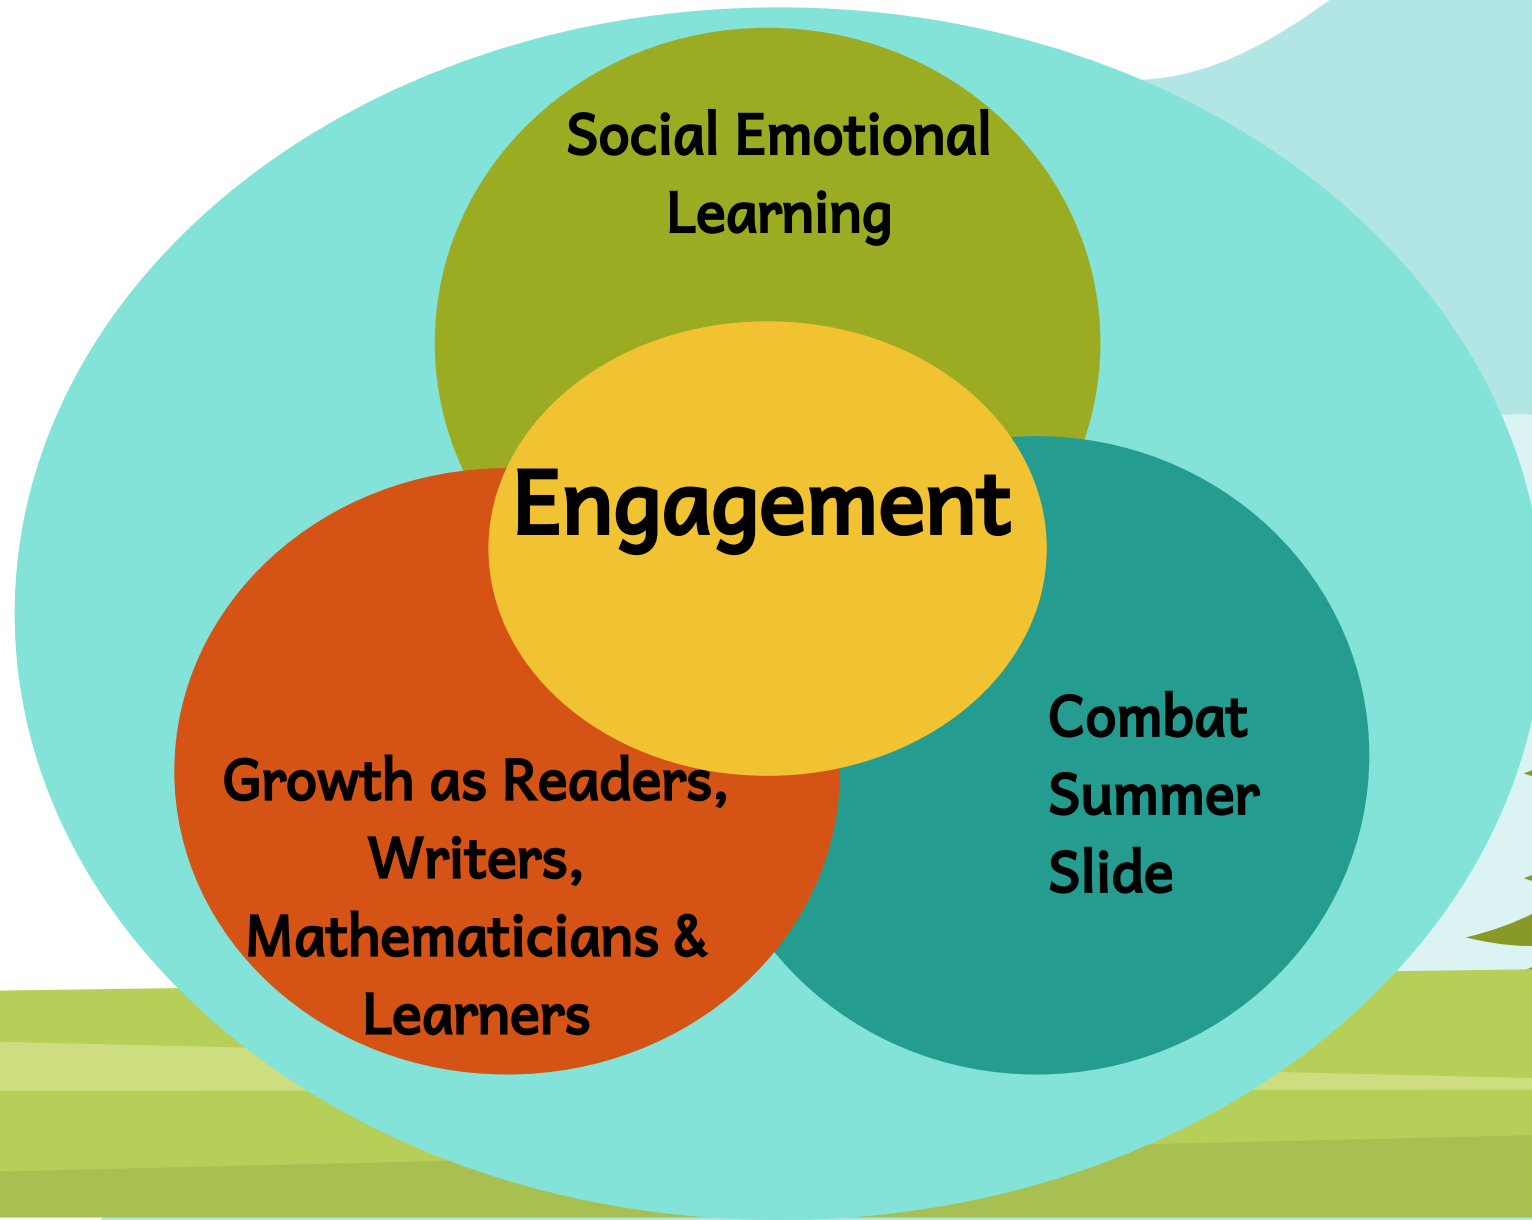 Social Emotional
Learning
Engagement
Growth as Readers,
Writers,
Mathematicians &
Learners
Combat
Summer
Slide